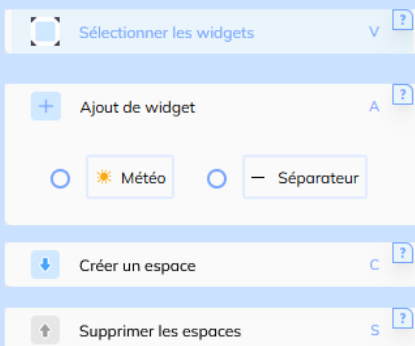 Sélectionner les widgets V ?
Ajout de widget A ?
Météo Séparateur
Créer un espace C ?
Supprimer les espaces S ?